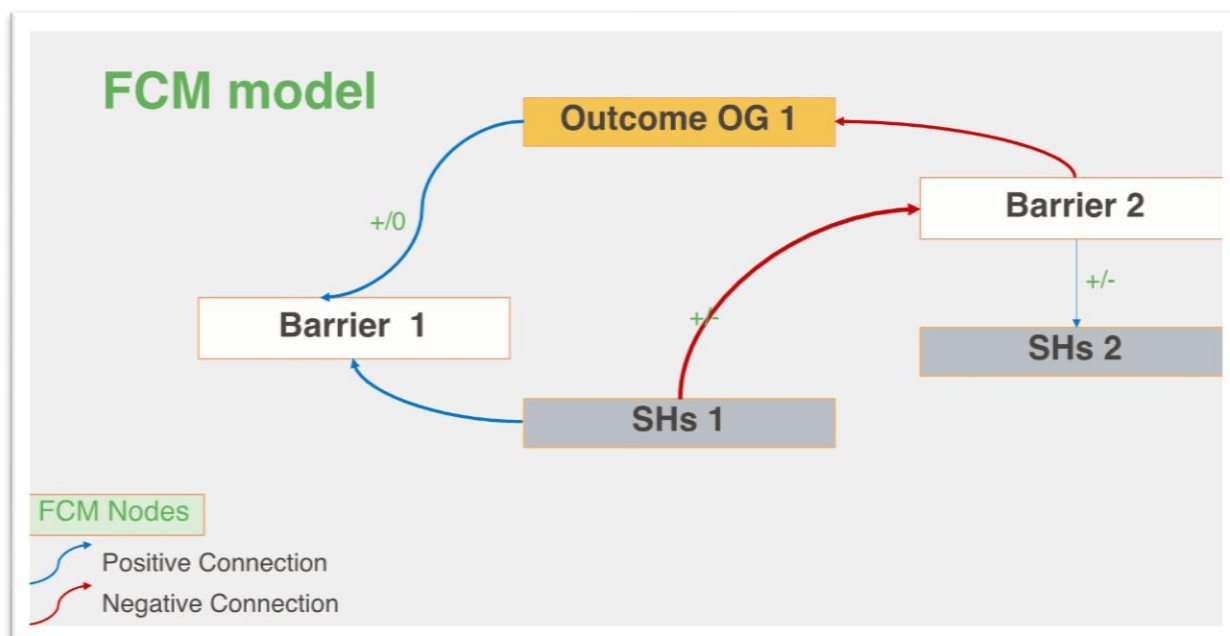 FCM model
Outcome OG 1
Barrier 2
+/0
+/-
Barrier 1
+/-
SHs 2
SHs 1
FCM Nodes
Positive Connection
Negative Connection